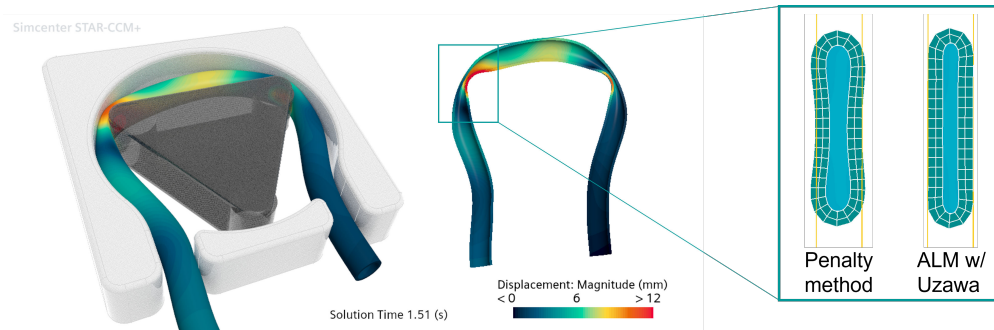 Simcenter STAR-CCM+
Penalty
method
ALM w/
Uzawa
Displacement: Magnitude (mm)
< 0 6 > 12
Solution Time 1.51 (s)